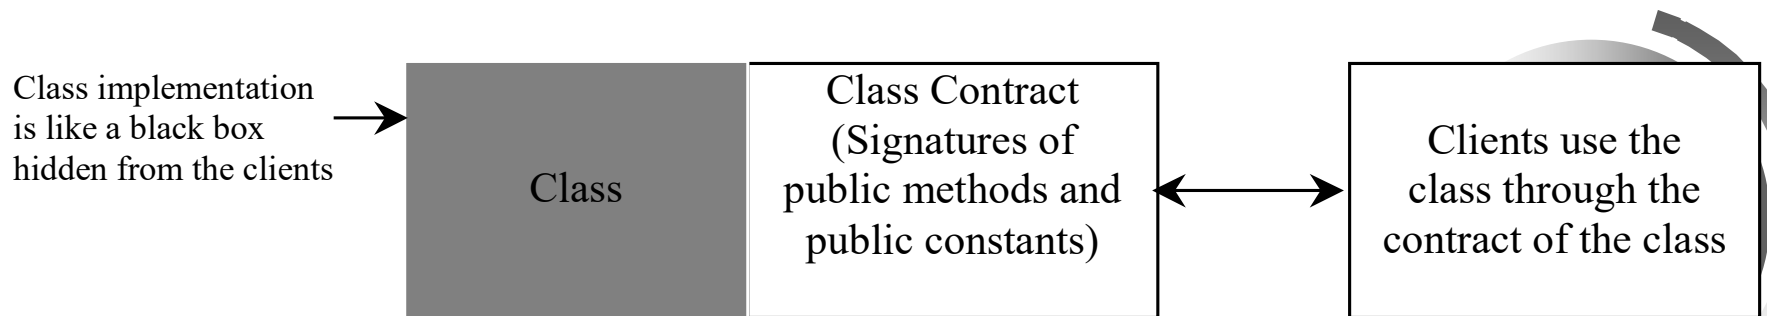 Class implementation
is like a black box
hidden from the clients
Class
Class Contract
(Signatures of
public methods and
public constants)
Clients use the
class through the
contract of the class